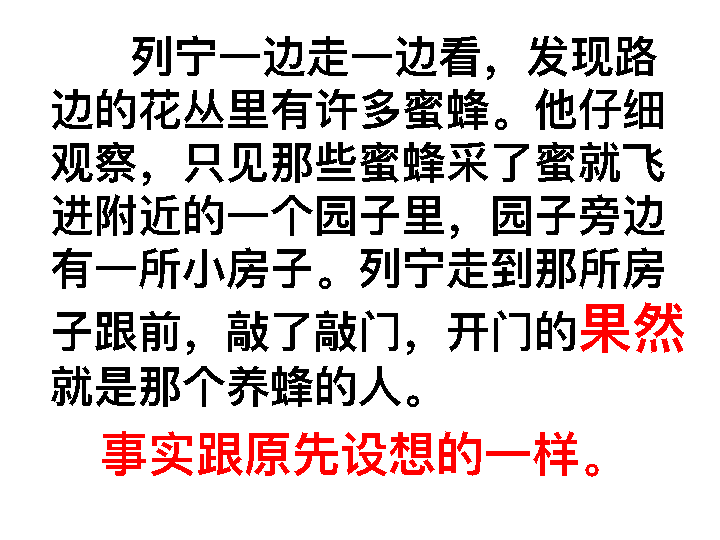 列宁一边走一边看，发现路
边的花丛里有许多蜜蜂。他仔细
观察，只见那些蜜蜂采了蜜就飞
进附近的一个园子里，园子旁边
有一所小房子。列宁走到那所房
子跟前，敲了敲门，开门的果然
就是那个养蜂的人。
事实跟原先设想的一样。